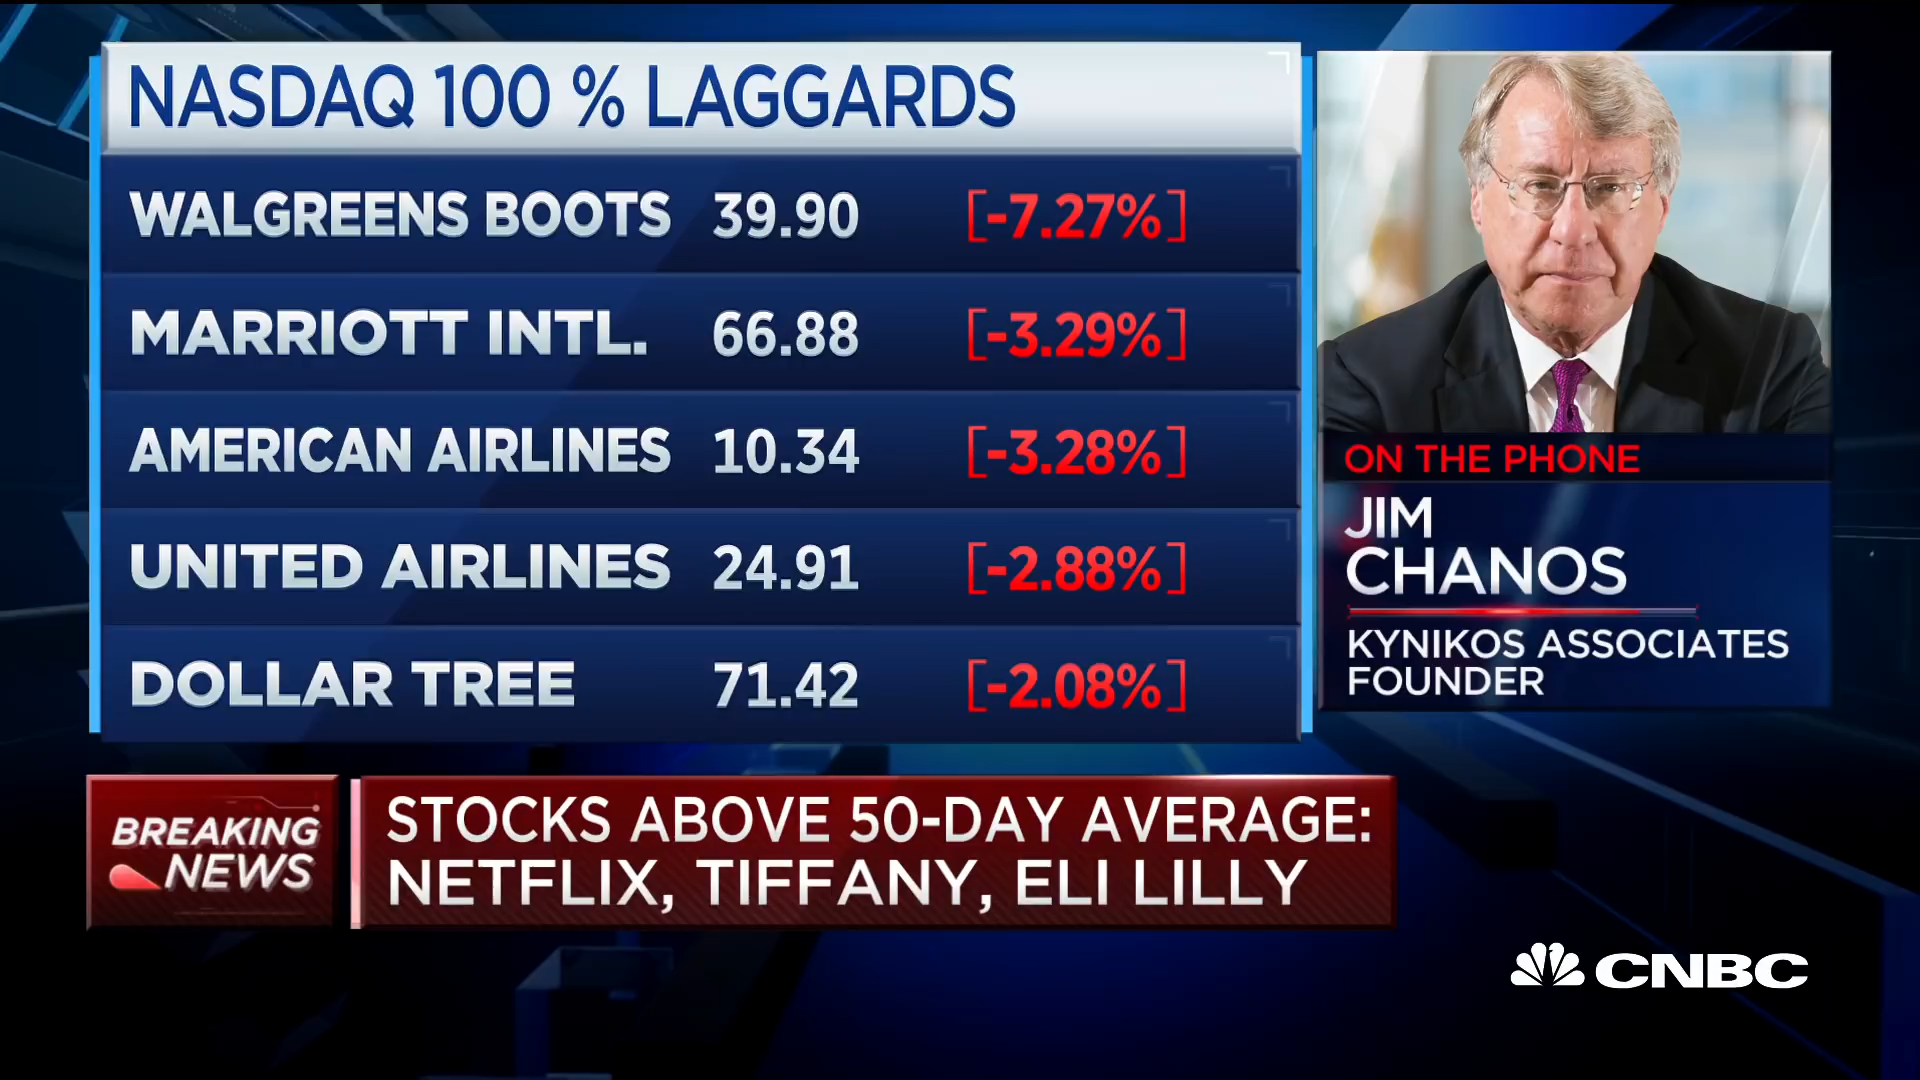 NASDAQ 100 % LAGGARDS
WALGREENS BOOTS 39.90 [-7.27%]
MARRIOTT INTL. 66.88 [-3.29%]
AMERICAN AIRLINES 10.34 [-3.28%]
UNITED AIRLINES 24.91 [-2.88%]
DOLLAR TREE 71.42 [-2.08%]
ON THE PHONE
JIM
CHANOS
KYNIKOS ASSOCIATES
FOUNDER
BREAKING
NEWS
STOCKS ABOVE 50-DAY AVERAGE:
NETFLIX, TIFFANY, ELI LILLY
CNBC